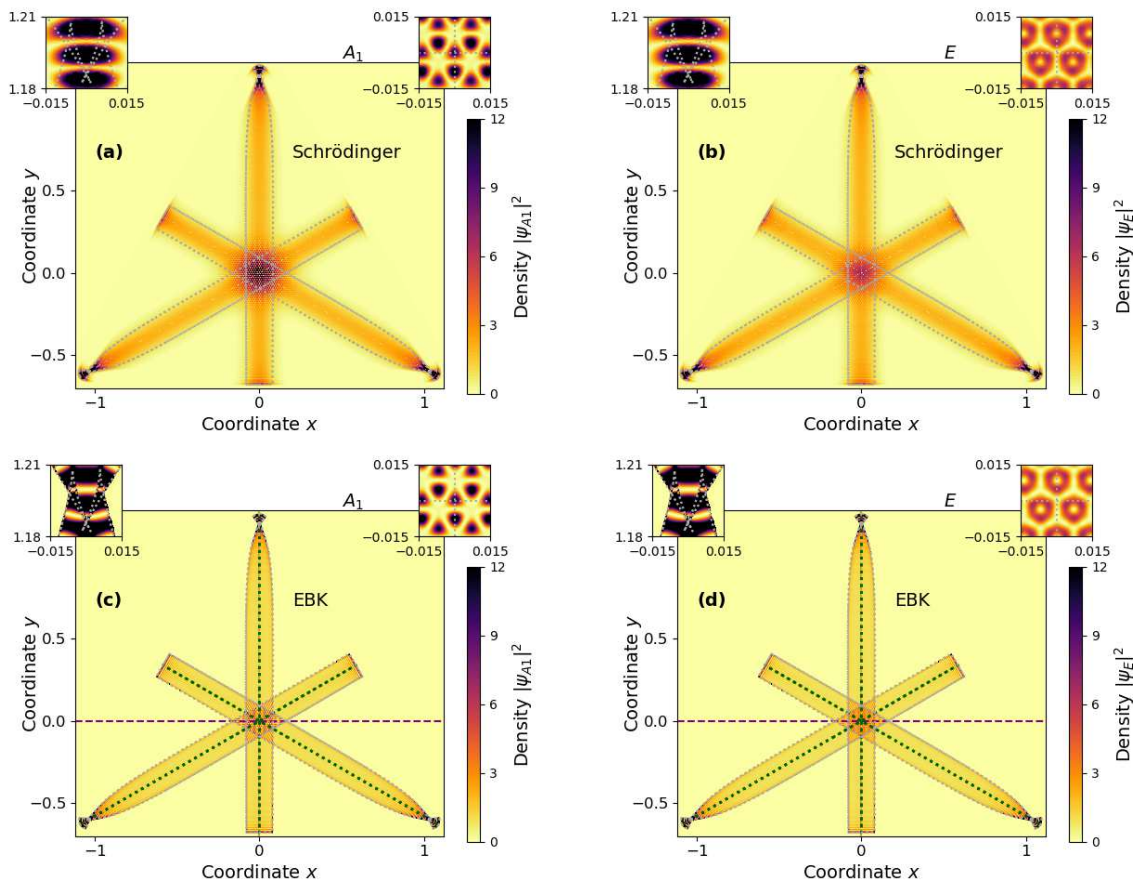 1.21
1.18
−0.015 0.015
A1
0.015
−0.015
−0.015 0.015
(a)
Schrödinger
Coordinate y
0.5
0.0
−0.5
−1 0 1
Coordinate x
12
9
6
3
0
Density |ψA1|2
1.21
1.18
−0.015 0.015
E
0.015
−0.015
−0.015 0.015
(b)
Schrödinger
Coordinate y
0.5
0.0
−0.5
−1 0 1
Coordinate x
12
9
6
3
0
Density |ψE|2
1.21
1.18
−0.015 0.015
A1
0.015
−0.015
−0.015 0.015
(c)
EBK
Coordinate y
0.5
0.0
−0.5
−1 0 1
Coordinate x
12
9
6
3
0
Density |ψA1|2
1.21
1.18
−0.015 0.015
E
0.015
−0.015
−0.015 0.015
(d)
EBK
Coordinate y
0.5
0.0
−0.5
−1 0 1
Coordinate x
12
9
6
3
0
Density |ψE|2